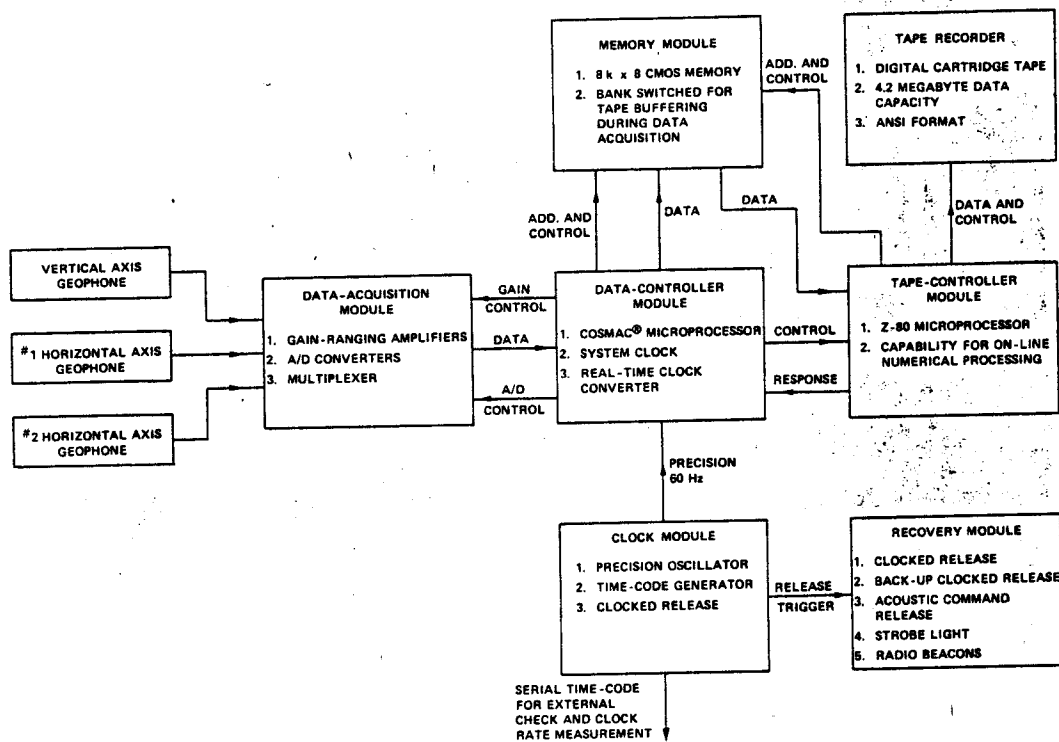 MEMORY MODULE
1. 8k x 8 CMOS MEMORY
2. BANK SWITCHED FOR
TAPE BUFFERING
DURING DATA
ACQUISITION
ADD. AND
CONTROL
TAPE RECORDER
1. DIGITAL CARTRIDGE TAPE
2. 4.2 MEGABYTE DATA
CAPACITY
3. ANSI FORMAT
ADD. AND
CONTROL
DATA
DATA
DATA AND
CONTROL
VERTICAL AXIS
GEOPHONE
#1 HORIZONTAL AXIS
GEOPHONE
#2 HORIZONTAL AXIS
GEOPHONE
DATA-ACQUISITION
MODULE
1. GAIN-RANGING AMPLIFIERS
2. A/D CONVERTERS
3. MULTIPLEXER
GAIN
CONTROL
DATA
A/D
CONTROL
DATA-CONTROLLER
MODULE
1. COSMAC® MICROPROCESSOR
2. SYSTEM CLOCK
3. REAL-TIME CLOCK
CONVERTER
CONTROL
RESPONSE
TAPE-CONTROLLER
MODULE
1. Z-80 MICROPROCESSOR
2. CAPABILITY FOR ON-LINE
NUMERICAL PROCESSING
PRECISION
60 Hz
CLOCK MODULE
1. PRECISION OSCILLATOR
2. TIME-CODE GENERATOR
3. CLOCKED RELEASE
RELEASE
TRIGGER
RECOVERY MODULE
1. CLOCKED RELEASE
2. BACK-UP CLOCKED RELEASE
3. ACOUSTIC COMMAND
RELEASE
4. STROBE LIGHT
5. RADIO BEACONS
SERIAL TIME-CODE
FOR EXTERNAL
CHECK AND CLOCK
RATE MEASUREMENT